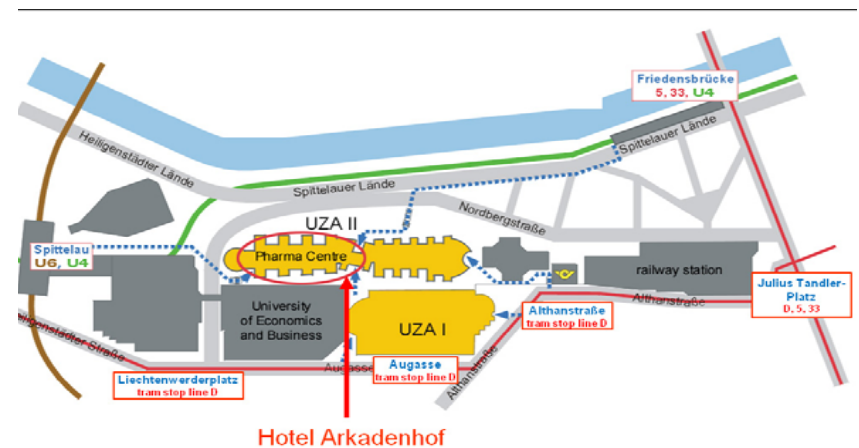 Friedensbrücke
5, 33, U4
Heiligenstädter Lände
Spittelauer Lände
Spittelauer Lände
Nordbergstraße
UZA II
Spittelau
U6, U4
Pharma Centre
railway station
Julius Tandler-
Platz
D, 5, 33
University
of Economics
and Business
UZA I
Althanstraße
tram stop line D
Althanstraße
Heiligenstädter Straße
Liechtenwerderplatz
tram stop line D
Augasse
Augasse
tram stop line D
Althanstraße
Hotel Arkadenhof